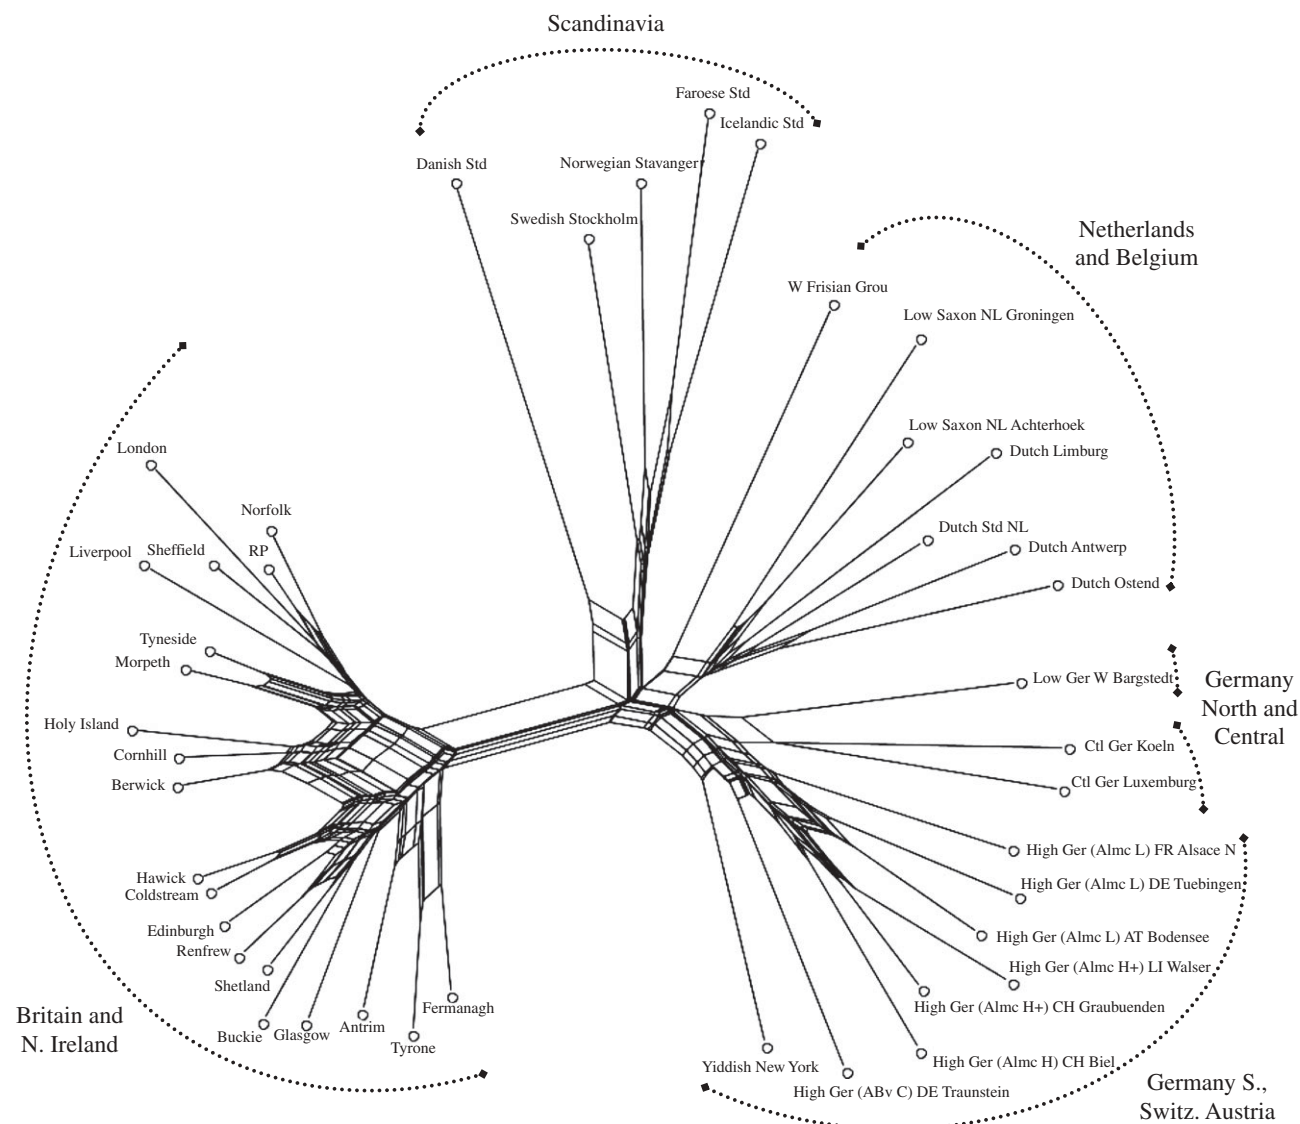 Scandinavia
Faroese Std
Icelandic Std
Danish Std
Norwegian Stavanger
Swedish Stockholm
Netherlands
and Belgium
W Frisian Grou
Low Saxon NL Groningen
Low Saxon NL Achterhoek
Dutch Limburg
Dutch Std NL
Dutch Antwerp
Dutch Ostend
London
Norfolk
Liverpool
Sheffield
RP
Tyneside
Morpeth
Holy Island
Cornhill
Berwick
Hawick
Coldstream
Edinburgh
Renfrew
Shetland
Buckie
Glasgow
Antrim
Tyrone
Fermanagh
Britain and
N. Ireland
Low Ger W Bargstedt
Germany
North and
Central
Ctl Ger Koeln
Ctl Ger Luxemburg
High Ger (Almc L) FR Alsace N
High Ger (Almc L) DE Tuebingen
High Ger (Almc L) AT Bodensee
High Ger (Almc H+) LI Walser
High Ger (Almc H+) CH Graubuenden
High Ger (Almc H) CH Biel
Yiddish New York
High Ger (ABv C) DE Traunstein
Germany S.,
Switz. Austria